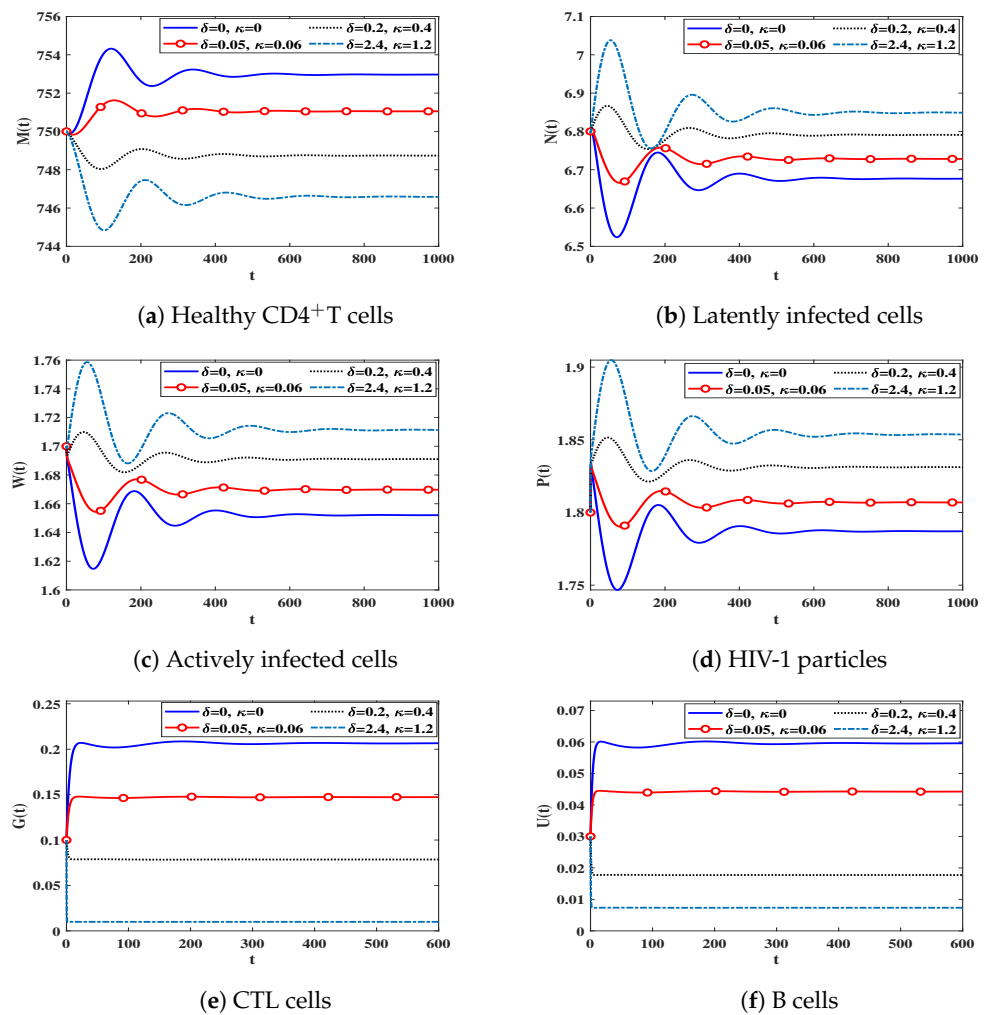 756
754
752
750
748
746
744
M(t)
δ=0, κ=0
δ=0.05, κ=0.06
δ=0.2, κ=0.4
δ=2.4, κ=1.2
0 200 400 600 800 1000
t
(a) Healthy CD4+T cells
7.1
7
6.9
6.8
6.7
6.6
6.5
N(t)
δ=0, κ=0
δ=0.05, κ=0.06
δ=0.2, κ=0.4
δ=2.4, κ=1.2
0 200 400 600 800 1000
t
(b) Latently infected cells
1.76
1.72
1.7
1.68
1.66
1.64
1.62
1.6
W(t)
δ=0, κ=0
δ=0.05, κ=0.06
δ=0.2, κ=0.4
δ=2.4, κ=1.2
0 200 400 600 800 1000
t
(c) Actively infected cells
1.9
1.85
1.8
1.75
P(t)
δ=0, κ=0
δ=0.05, κ=0.06
δ=0.2, κ=0.4
δ=2.4, κ=1.2
0 200 400 600 800 1000
t
(d) HIV-1 particles
0.25
0.2
0.15
0.1
0.05
0
G(t)
δ=0, κ=0
δ=0.05, κ=0.06
δ=0.2, κ=0.4
δ=2.4, κ=1.2
0 100 200 300 400 500 600
t
(e) CTL cells
0.07
0.06
0.05
0.04
0.03
0.02
0.01
0
U(t)
δ=0, κ=0
δ=0.05, κ=0.06
δ=0.2, κ=0.4
δ=2.4, κ=1.2
0 100 200 300 400 500 600
t
(f) B cells